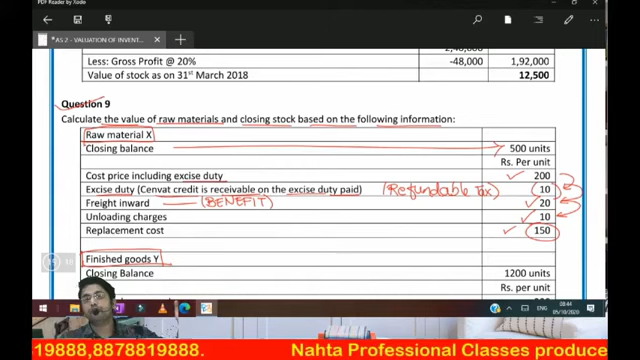 PDF Reader by Xodo
*AS 2 - VALUATION OF INVENT
Less: Gross Profit @ 20% -48,000 1,92,000
Value of stock as on 31st March 2018 12,500
Question 9
Calculate the value of raw materials and closing stock based on the following information:
Raw material X
Closing balance 500 units
Rs. Per unit
Cost price including excise duty 200
Excise duty (Cenvat credit is receivable on the excise duty paid) (Refundable Tax) 10
Freight inward (BENEFIT) 20
Unloading charges 10
Replacement cost 150
Finished goods Y
Closing Balance 1200 units
Rs. Per unit
08:44
05/10/2020
19888,8878819888. Nahta Professional Classes produce